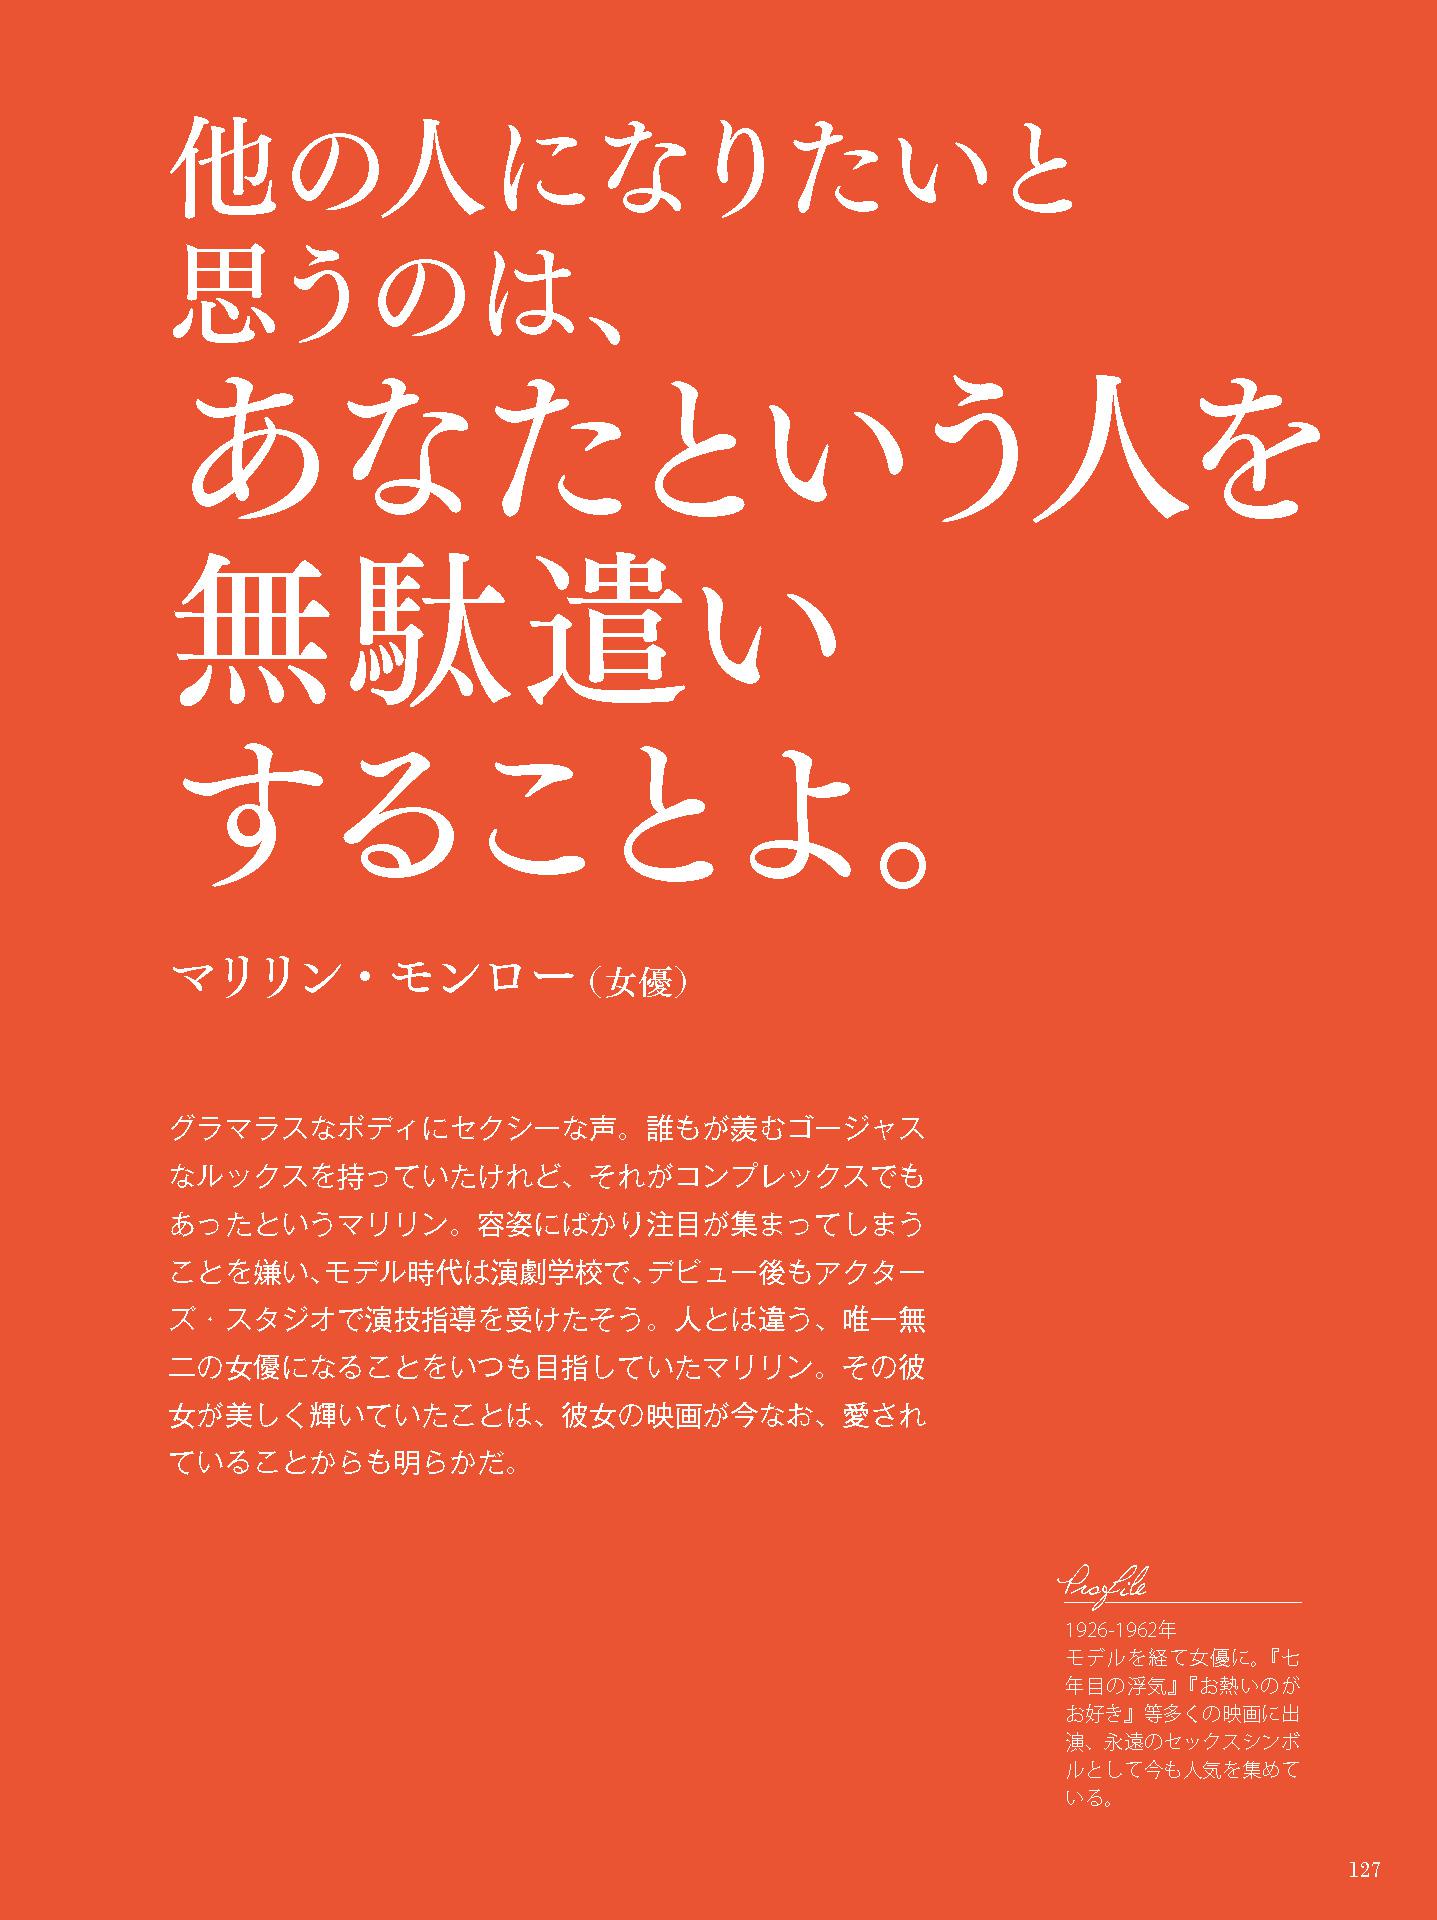 他の人になりたいと
思うのは、
あなたという人を
無駄遣い
することよ。
マリリン・モンロー（女優）
グラマラスなボディにセクシーな声。誰もが羨むゴージャス
なルックスを持っていたけれど、それがコンプレックスでも
あったというマリリン。容姿にばかり注目が集まってしまう
ことを嫌い、モデル時代は演劇学校で、デビュー後もアクター
ズ・スタジオで演技指導を受けたそう。人とは違う、唯一無
二の女優になることをいつも目指していたマリリン。その彼
女が美しく輝いていたことは、彼女の映画が今なお、愛され
ていることからも明らかだ。
Profile
1926-1962年
モデルを経て女優に。『七
年目の浮気』『お熱いのが
お好き』等多くの映画に出
演、永遠のセックスシンボ
ルとして今も人気を集めて
いる。
127